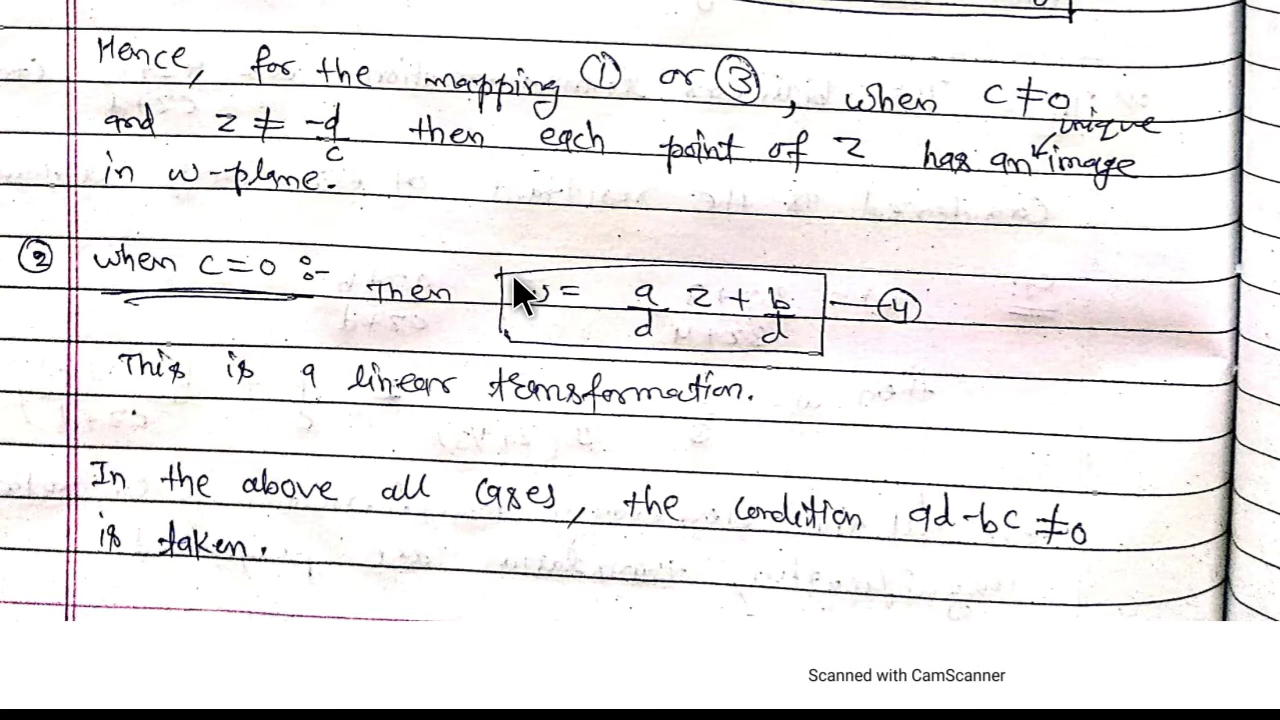 Hence, for the mapping ① or ③, when c≠0
and z ≠ -d/c then each point of z has an unique image
in w-plane.
② when c=0 :-
Then w = a/d z + b/d — ④
This is a linear transformation.
In the above all cases, the condition ad-bc ≠0
is taken.
Scanned with CamScanner